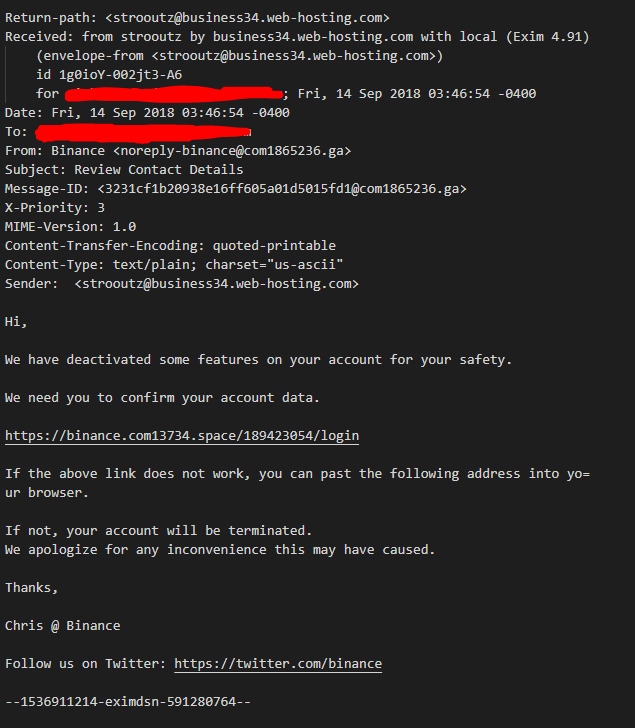 Return-path: <strooutz@business34.web-hosting.com>
Received: from strooutz by business34.web-hosting.com with local (Exim 4.91)
(envelope-from <strooutz@business34.web-hosting.com>)
id 1g0ioY-002jt3-A6
for ; Fri, 14 Sep 2018 03:46:54 -0400
Date: Fri, 14 Sep 2018 03:46:54 -0400
To:
From: Binance <noreply-binance@com1865236.ga>
Subject: Review Contact Details
Message-ID: <3231cf1b20938e16ff605a01d5015fd1@com1865236.ga>
X-Priority: 3
MIME-Version: 1.0
Content-Transfer-Encoding: quoted-printable
Content-Type: text/plain; charset="us-ascii"
Sender:  <strooutz@business34.web-hosting.com>
Hi,
We have deactivated some features on your account for your safety.
We need you to confirm your account data.
https://binance.com13734.space/189423054/login
If the above link does not work, you can past the following address into yo=
ur browser.
If not, your account will be terminated.
We apologize for any inconvenience this may have caused.
Thanks,
Chris @ Binance
Follow us on Twitter: https://twitter.com/binance
--1536911214-eximdsn-591280764--